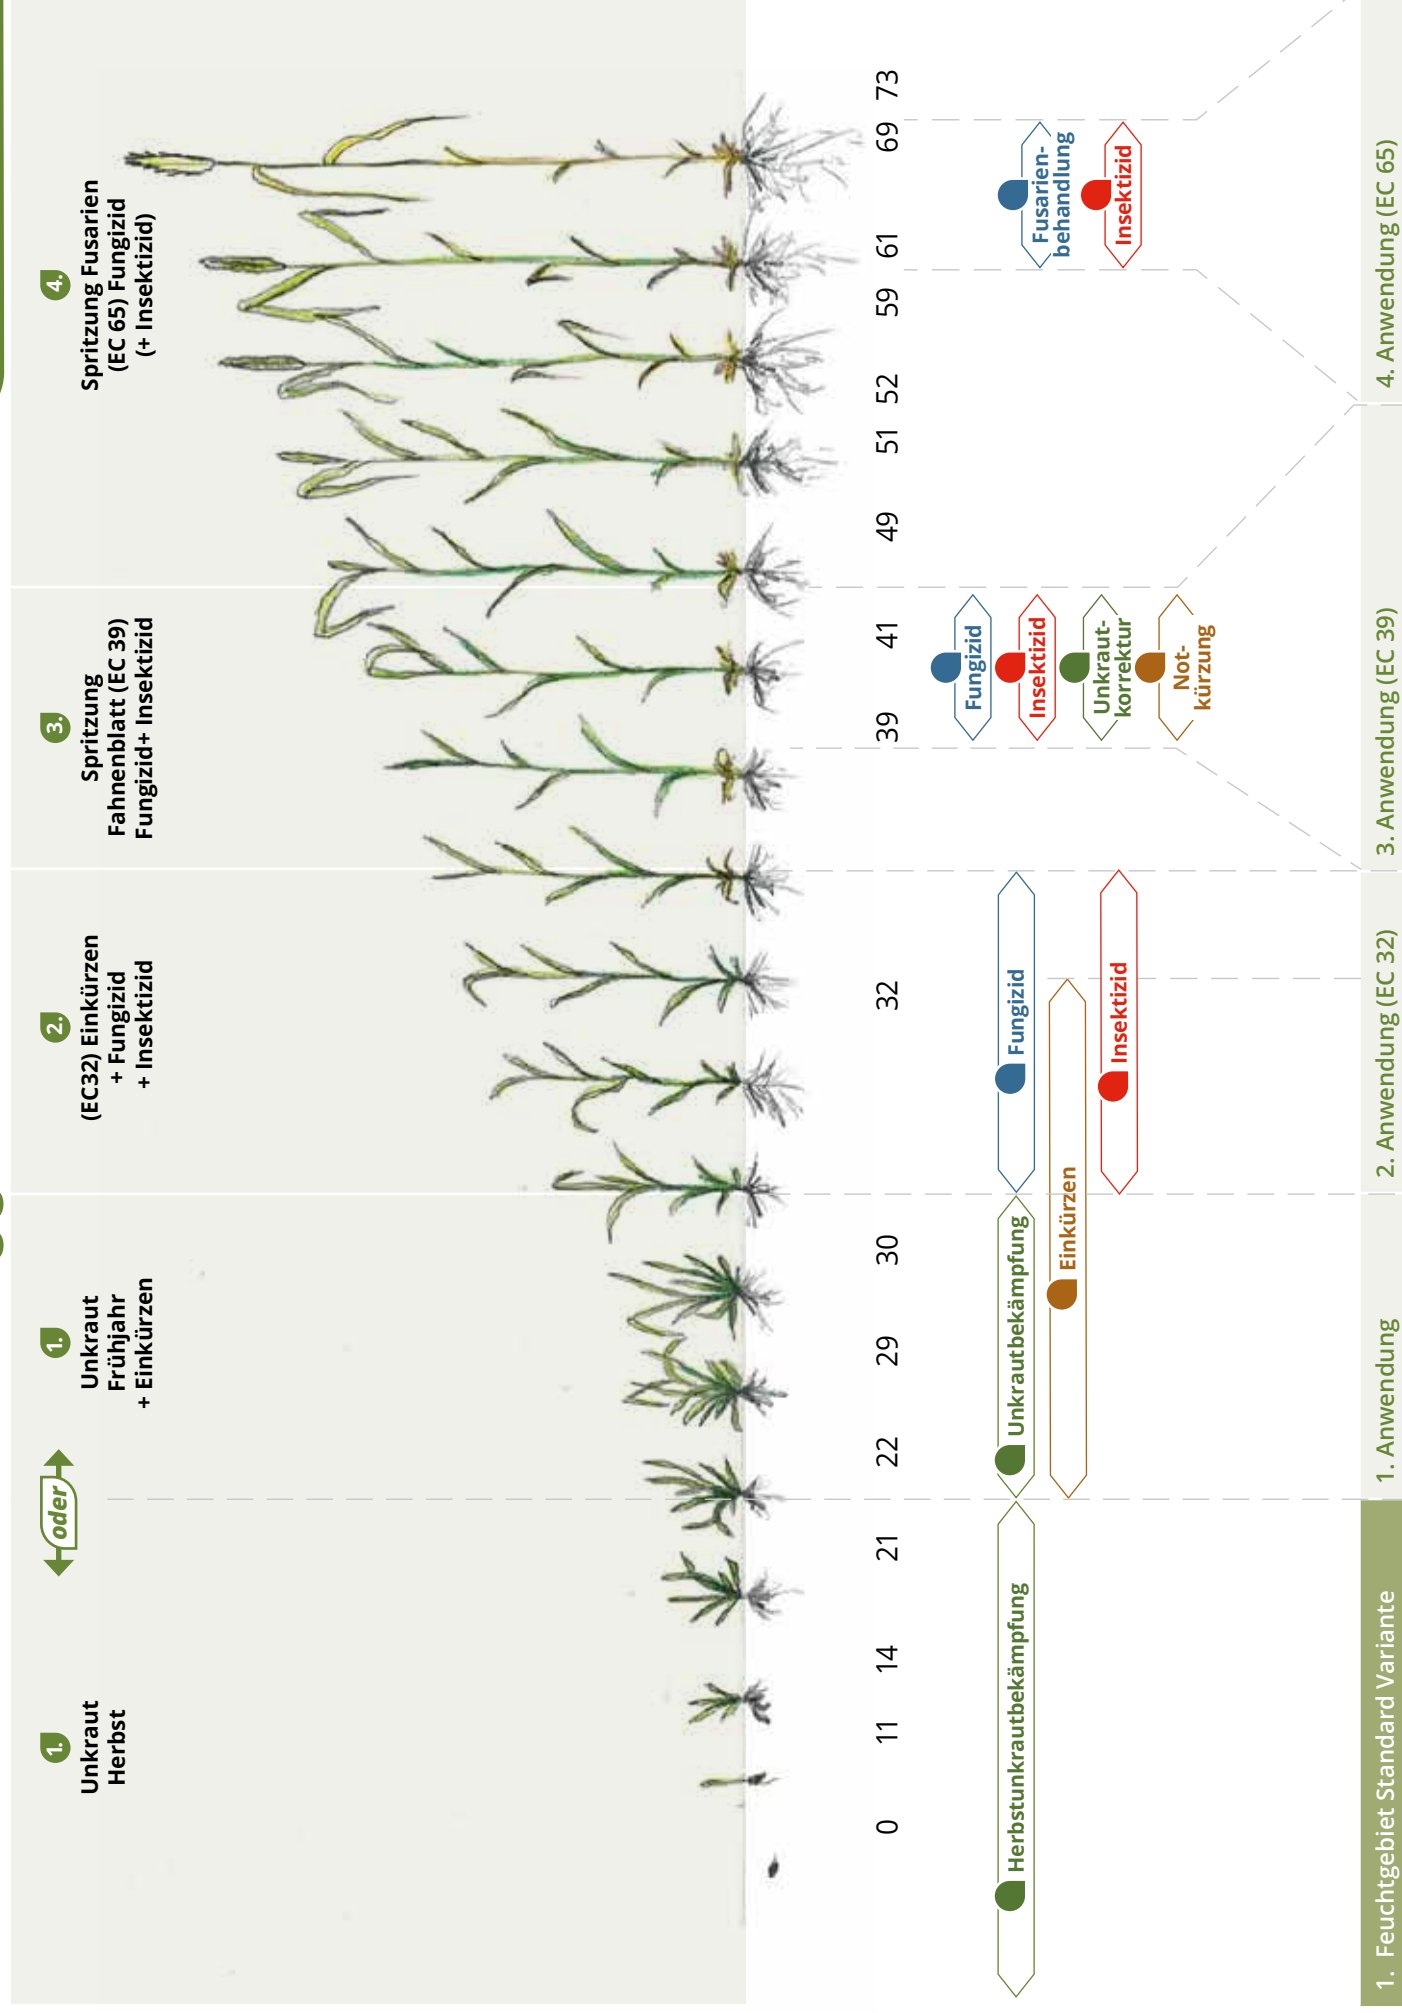 1.
Unkraut
Herbst
oder
1.
Unkraut
Frühjahr
+ Einkürzen
2.
(EC32) Einkürzen
+ Fungizid
+ Insektizid
3.
Spritzung
Fahnenblatt (EC 39)
Fungizid+ Insektizid
4.
Spritzung Fusarien
(EC 65) Fungizid
(+ Insektizid)
0 11 14 21 22 29 30 32 39 41 49 51 52 59 61 69 73
Herbstunkrautbekämpfung
Unkrautbekämpfung
Einkürzen
Fungizid
Insektizid
Fungizid
Insektizid
Unkraut-
korrektur
Not-
kürzung
Fusarien-
behandlung
Insektizid
1. Feuchtgebiet Standard Variante
1. Anwendung
2. Anwendung (EC 32)
3. Anwendung (EC 39)
4. Anwendung (EC 65)